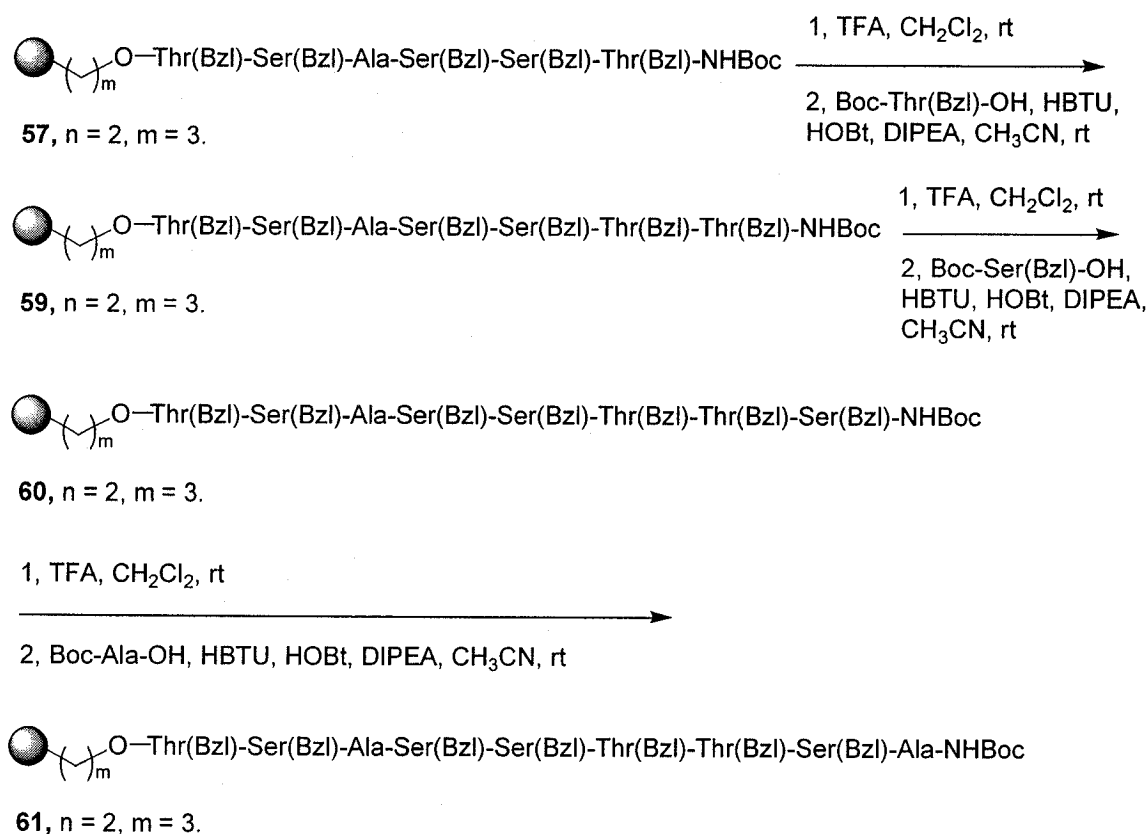 O—Thr(Bzl)-Ser(Bzl)-Ala-Ser(Bzl)-Ser(Bzl)-Thr(Bzl)-NHBoc
m
57, n = 2, m = 3.
1, TFA, CH2Cl2, rt
2, Boc-Thr(Bzl)-OH, HBTU,
HOBt, DIPEA, CH3CN, rt
O—Thr(Bzl)-Ser(Bzl)-Ala-Ser(Bzl)-Ser(Bzl)-Thr(Bzl)-Thr(Bzl)-NHBoc
m
59, n = 2, m = 3.
1, TFA, CH2Cl2, rt
2, Boc-Ser(Bzl)-OH,
HBTU, HOBt, DIPEA,
CH3CN, rt
O—Thr(Bzl)-Ser(Bzl)-Ala-Ser(Bzl)-Ser(Bzl)-Thr(Bzl)-Thr(Bzl)-Ser(Bzl)-NHBoc
m
60, n = 2, m = 3.
1, TFA, CH2Cl2, rt
2, Boc-Ala-OH, HBTU, HOBt, DIPEA, CH3CN, rt
O—Thr(Bzl)-Ser(Bzl)-Ala-Ser(Bzl)-Ser(Bzl)-Thr(Bzl)-Thr(Bzl)-Ser(Bzl)-Ala-NHBoc
m
61, n = 2, m = 3.